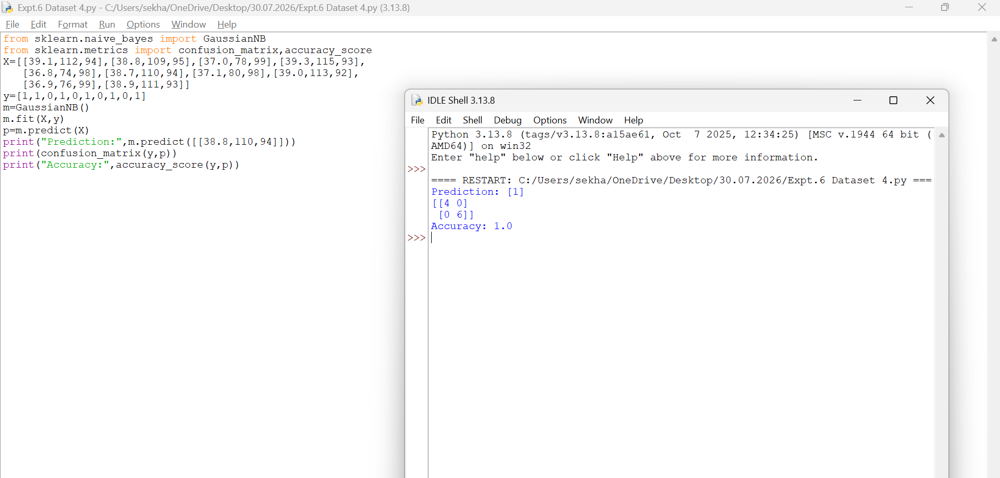 Expt.6 Dataset 4.py - C:/Users/sekha/OneDrive/Desktop/30.07.2026/Expt.6 Dataset 4.py (3.13.8)
File Edit Format Run Options Window Help
from sklearn.naive_bayes import GaussianNB
from sklearn.metrics import confusion_matrix,accuracy_score
X=[[39.1,112,94],[38.8,109,95],[37.0,78,99],[39.3,115,93],
   [36.8,74,98],[38.7,110,94],[37.1,80,98],[39.0,113,92],
   [36.9,76,99],[38.9,111,93]]
y=[1,1,0,1,0,1,0,1,0,1]
m=GaussianNB()
m.fit(X,y)
p=m.predict(X)
print("Prediction:",m.predict([[38.8,110,94]]))
print(confusion_matrix(y,p))
print("Accuracy:",accuracy_score(y,p))
IDLE Shell 3.13.8
File Edit Shell Debug Options Window Help
Python 3.13.8 (tags/v3.13.8:a15ae61, Oct  7 2025, 12:34:25) [MSC v.1944 64 bit (
AMD64)] on win32
Enter "help" below or click "Help" above for more information.
>>>
==== RESTART: C:/Users/sekha/OneDrive/Desktop/30.07.2026/Expt.6 Dataset 4.py ===
Prediction: [1]
[[4 0]
 [0 6]]
Accuracy: 1.0
>>>